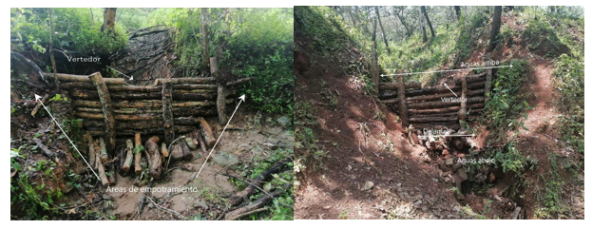 Vertedor
Áreas de empotramiento
Aguas arriba
Vertedor
Aguas abajo